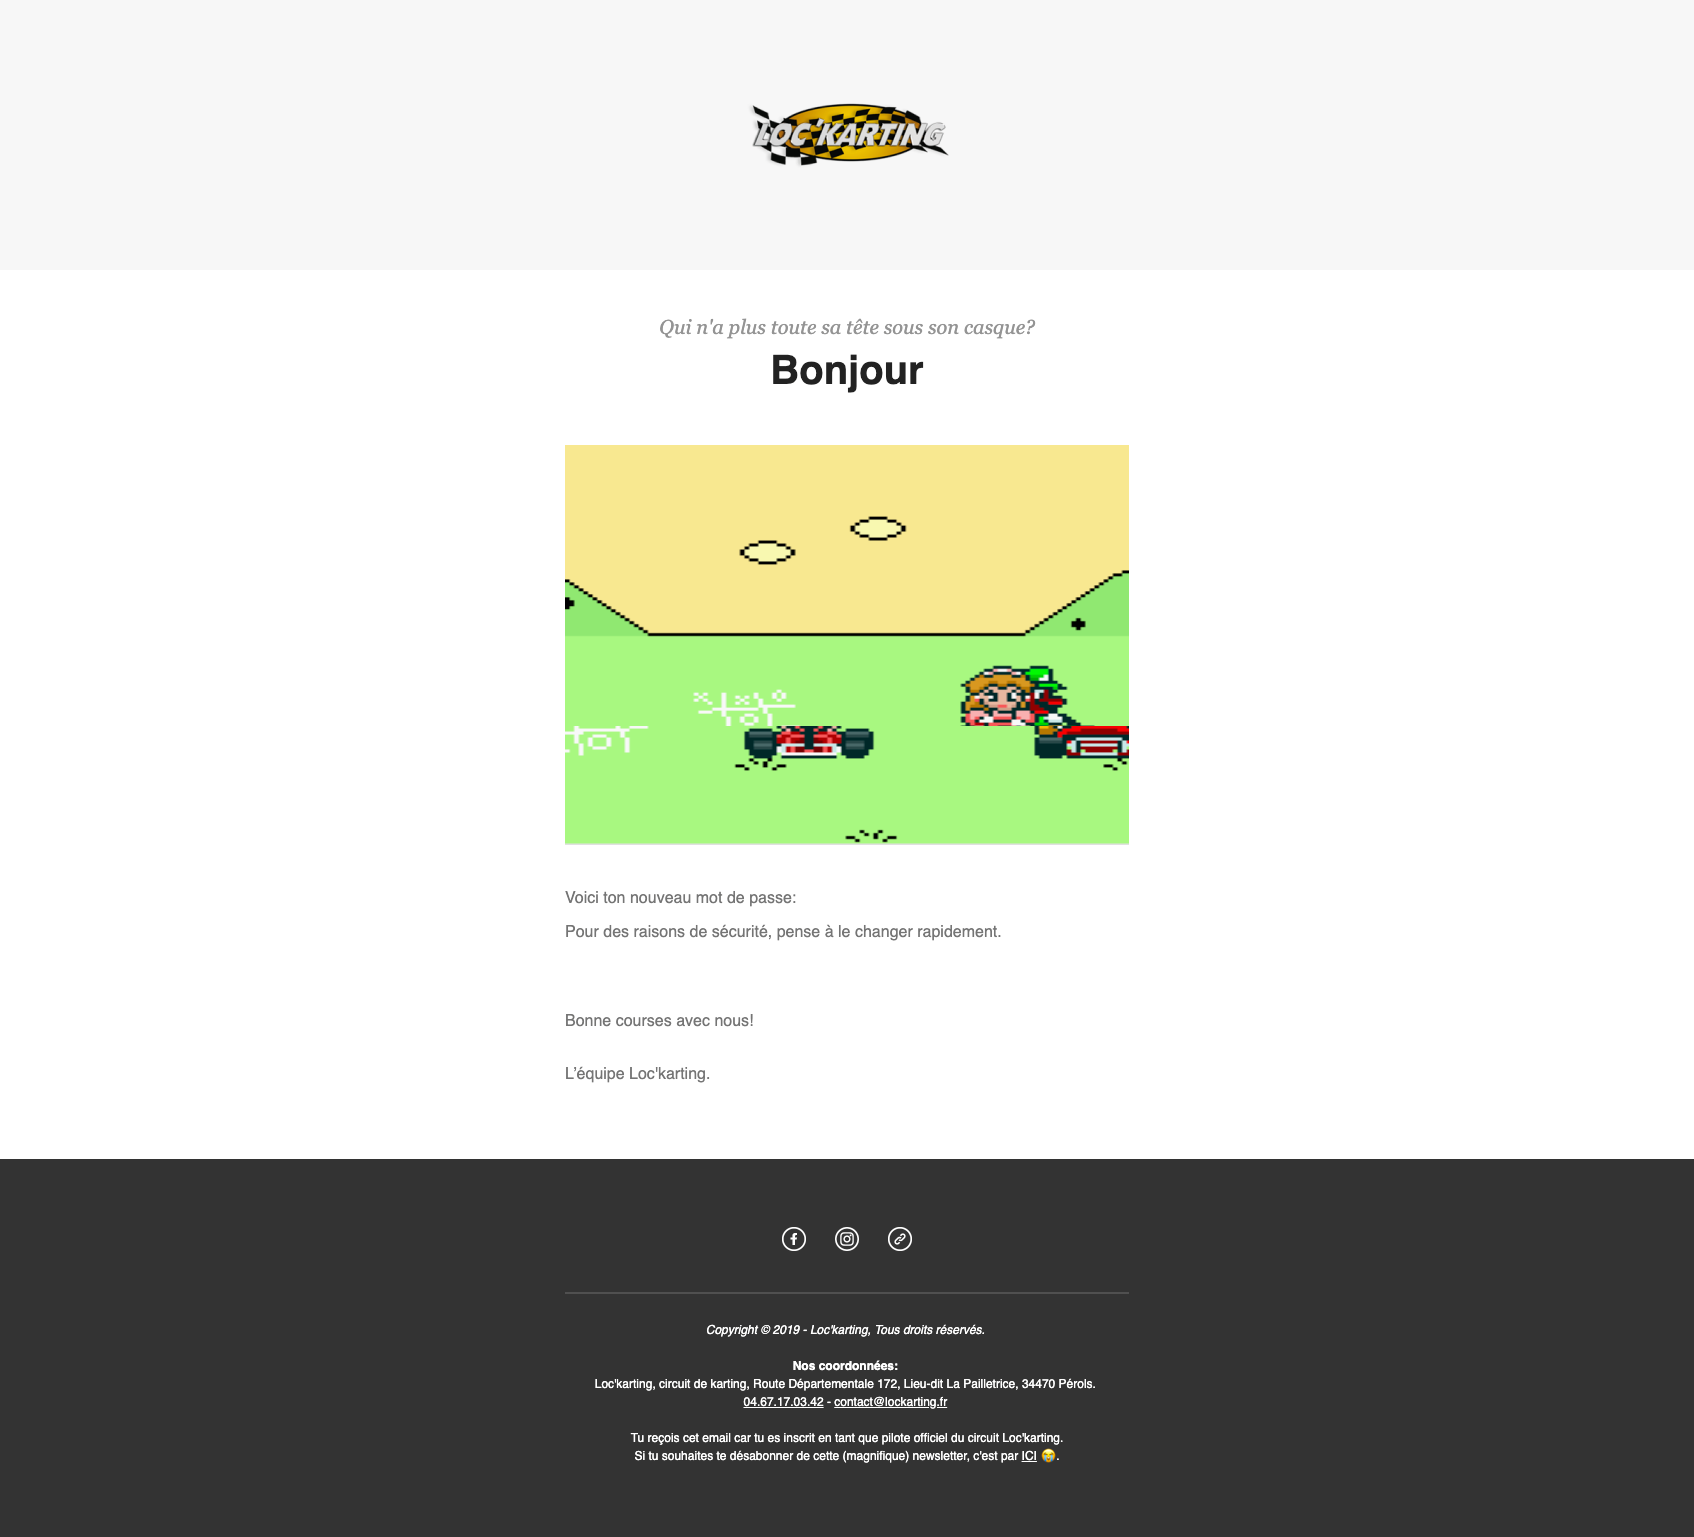 LOC'KARTING
Qui n'a plus toute sa tête sous son casque?
Bonjour
Voici ton nouveau mot de passe:
Pour des raisons de sécurité, pense à le changer rapidement.
Bonne courses avec nous!
L'équipe Loc'karting.
Copyright © 2019 - Loc'karting, Tous droits réservés.
Nos coordonnées:
Loc'karting, circuit de karting, Route Départementale 172, Lieu-dit La Pailletrice, 34470 Pérols.
04.67.17.03.42 - contact@lockarting.fr
Tu reçois cet email car tu es inscrit en tant que pilote officiel du circuit Loc'karting.
Si tu souhaites te désabonner de cette (magnifique) newsletter, c'est par ICI 😭.